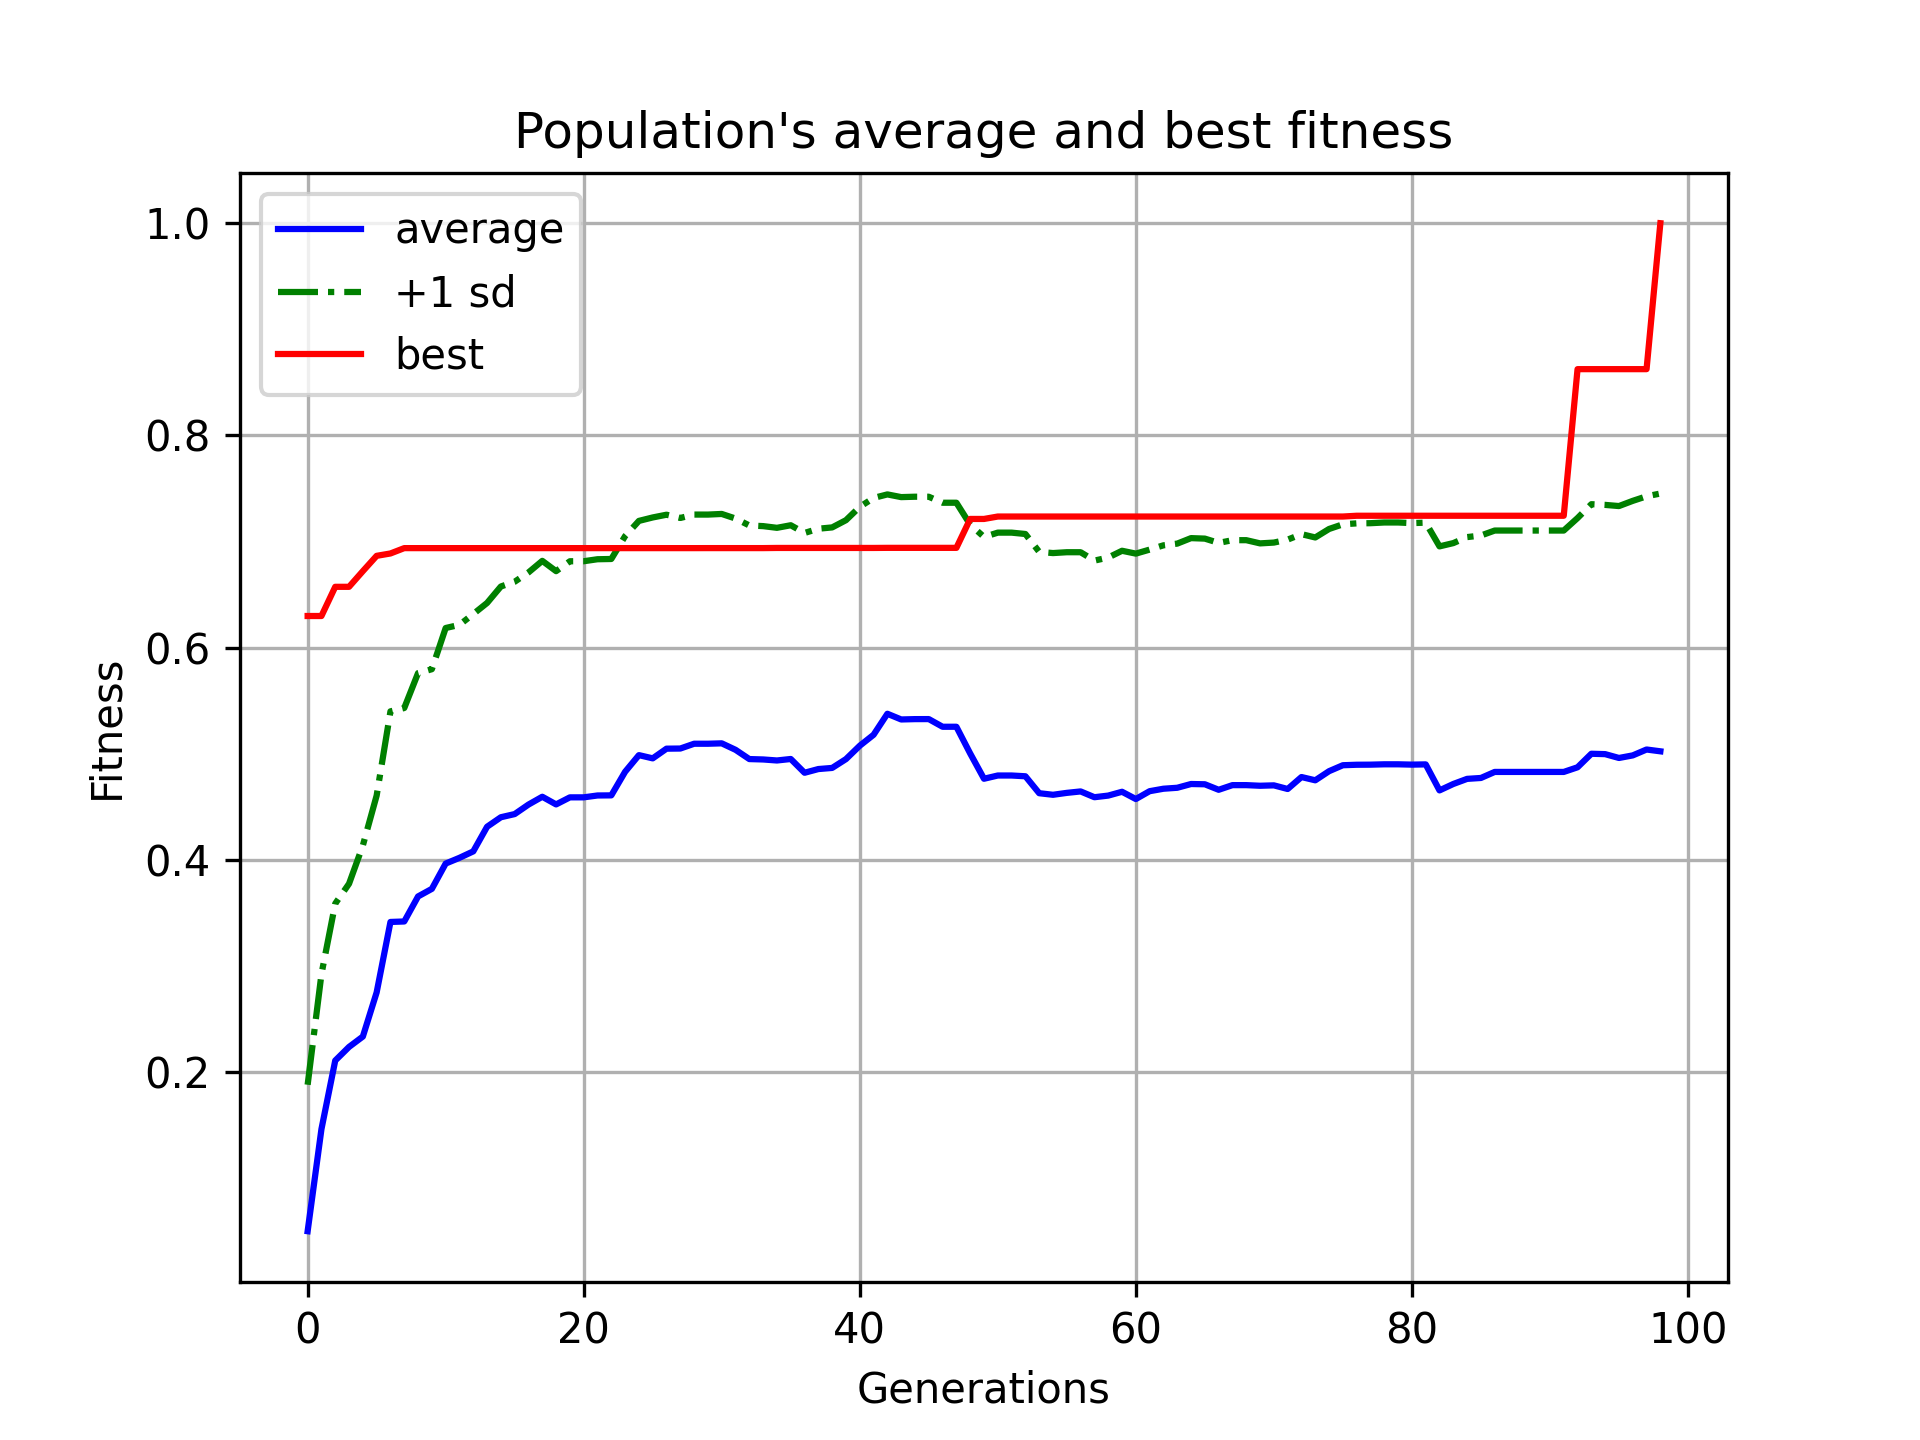 Population's average and best fitness
average
+1 sd
best
1.0
0.8
0.6
0.4
0.2
Fitness
0 20 40 60 80 100
Generations